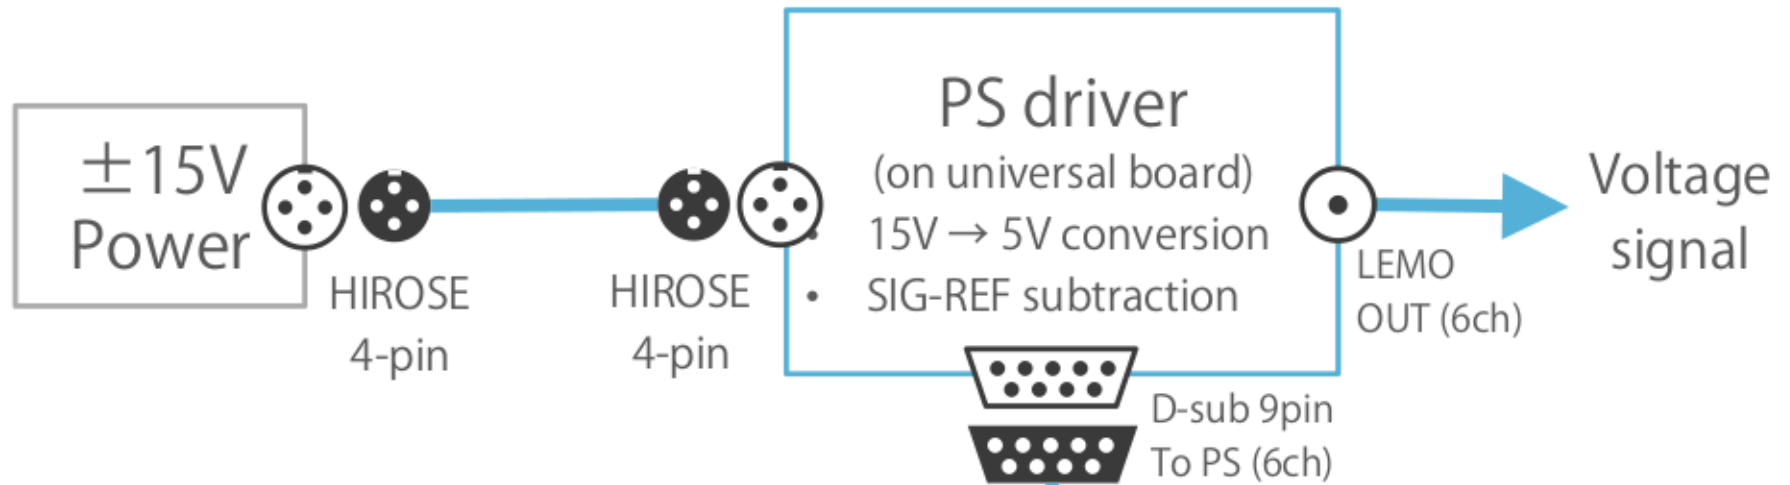 ±15V
Power
HIROSE
4-pin
HIROSE
4-pin
PS driver
(on universal board)
• 15V → 5V conversion
• SIG-REF subtraction
D-sub 9pin
To PS (6ch)
LEMO
OUT (6ch)
Voltage
signal